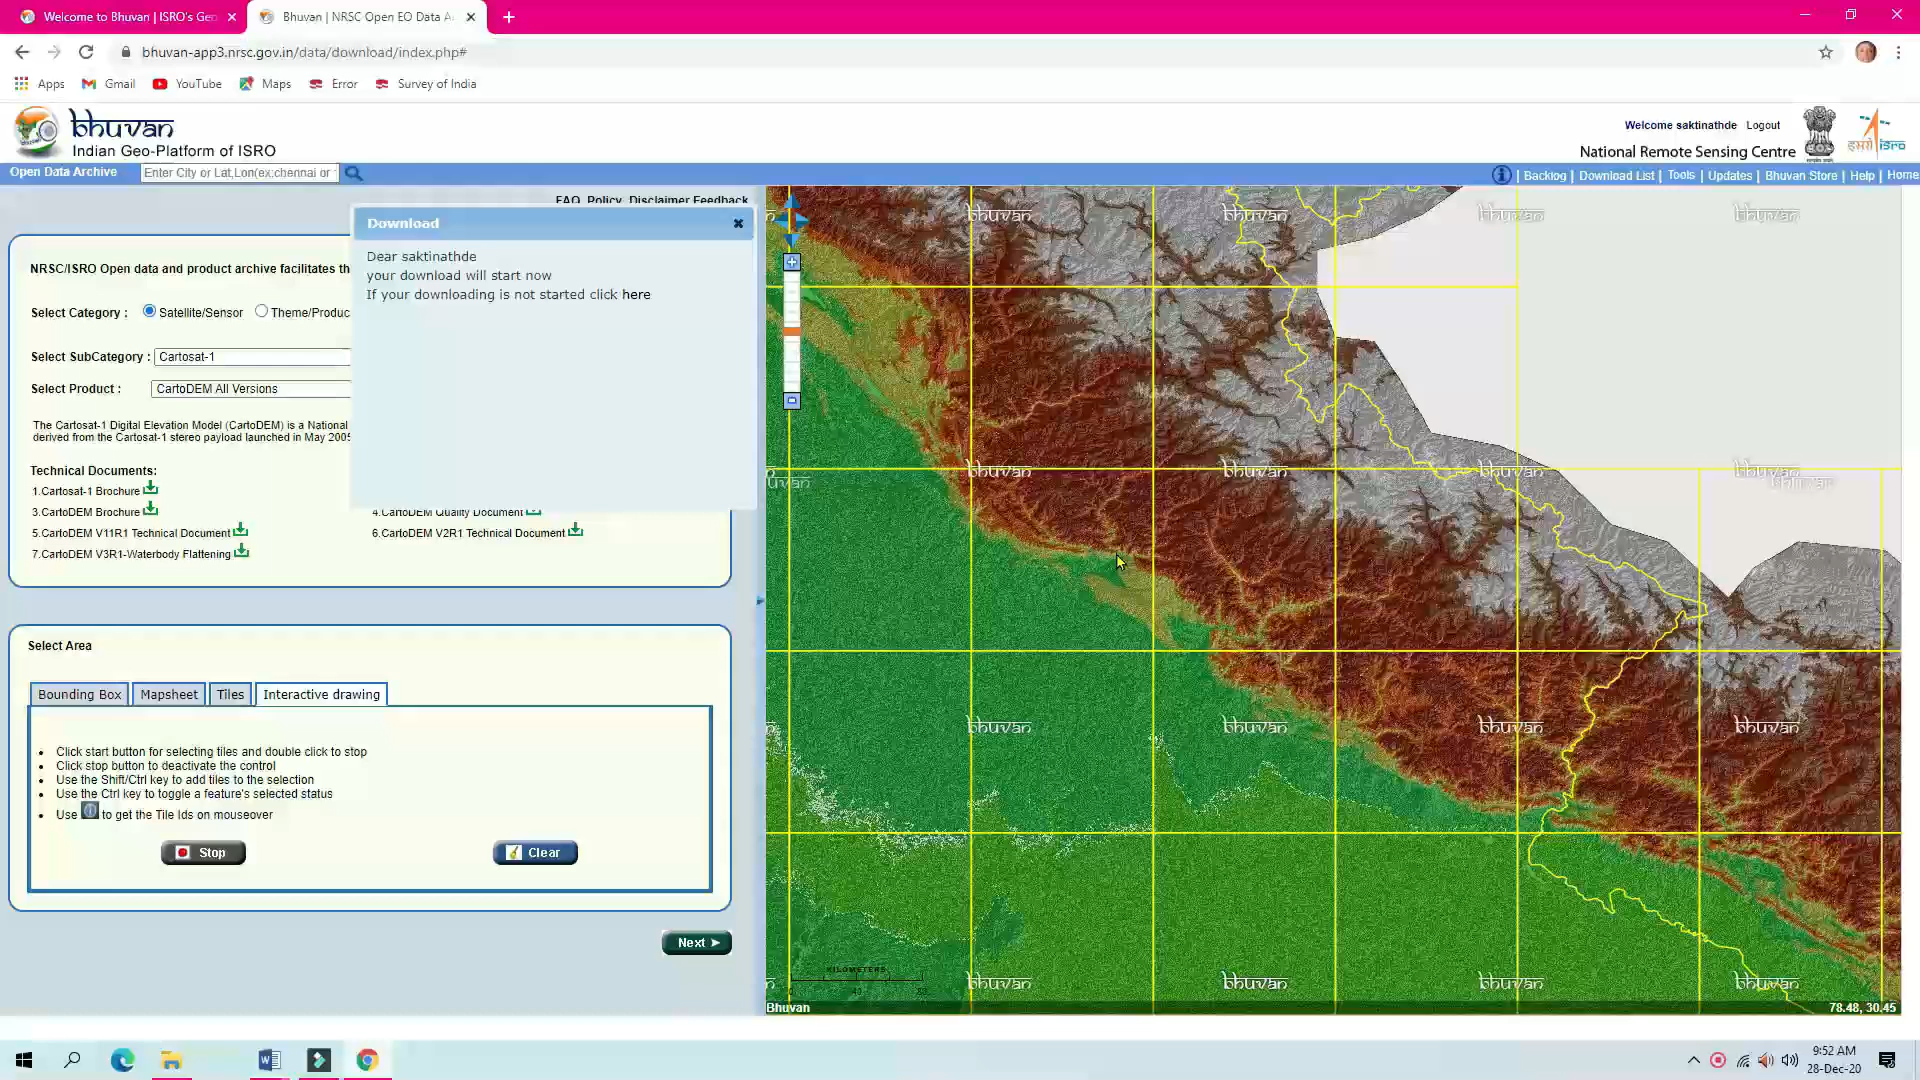 Welcome to Bhuvan | ISRO's Geo
Bhuvan | NRSC Open EO Data A
bhuvan-app3.nrsc.gov.in/data/download/index.php#
Apps Gmail YouTube Maps Error Survey of India
bhuvan
Indian Geo-Platform of ISRO
Welcome saktinathde Logout
National Remote Sensing Centre
इसरो isro
Open Data Archive Enter City or Lat,Lon(ex:chennai or
| Backlog | Download List | Tools | Updates | Bhuvan Store | Help | Home
FAQ Policy Disclaimer Feedback
Download
Dear saktinathde
your download will start now
If your downloading is not started click here
NRSC/ISRO Open data and product archive facilitates th
Select Category : Satellite/Sensor Theme/Produc
Select SubCategory : Cartosat-1
Select Product : CartoDEM All Versions
The Cartosat-1 Digital Elevation Model (CartoDEM) is a National
derived from the Cartosat-1 stereo payload launched in May 2005
Technical Documents:
1.Cartosat-1 Brochure
3.CartoDEM Brochure 4.CartoDEM Quality Document
5.CartoDEM V11R1 Technical Document 6.CartoDEM V2R1 Technical Document
7.CartoDEM V3R1-Waterbody Flattening
Select Area
Bounding Box Mapsheet Tiles Interactive drawing
Click start button for selecting tiles and double click to stop
Click stop button to deactivate the control
Use the Shift/Ctrl key to add tiles to the selection
Use the Ctrl key to toggle a feature's selected status
Use to get the Tile Ids on mouseover
Stop Clear
Next
bhuvan bhuvan bhuvan
bhuvan bhuvan bhuvan bhuvan
uvan bhuvan
bhuvan bhuvan bhuvan bhuvan
KILOMETERS
bhuvan bhuvan bhuvan bhuvan
Bhuvan 78.48, 30.45
9:52 AM
28-Dec-20